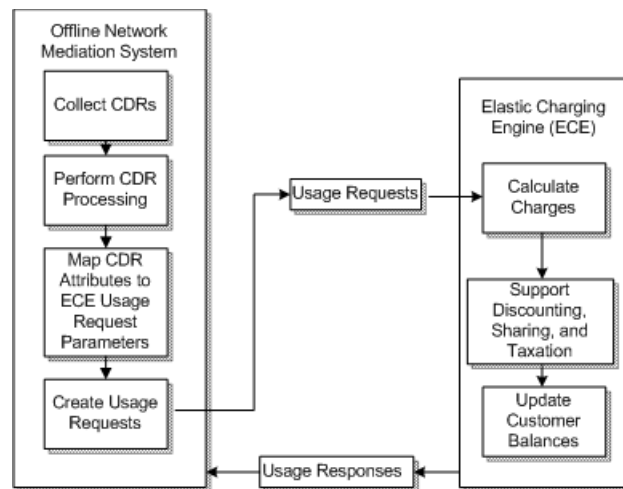 Offline Network
Mediation System
Collect CDRs
Perform CDR
Processing
Map CDR
Attributes to
ECE Usage
Request
Parameters
Create Usage
Requests
Usage Requests
Elastic Charging
Engine (ECE)
Calculate
Charges
Support
Discounting,
Sharing, and
Taxation
Update
Customer
Balances
Usage Responses